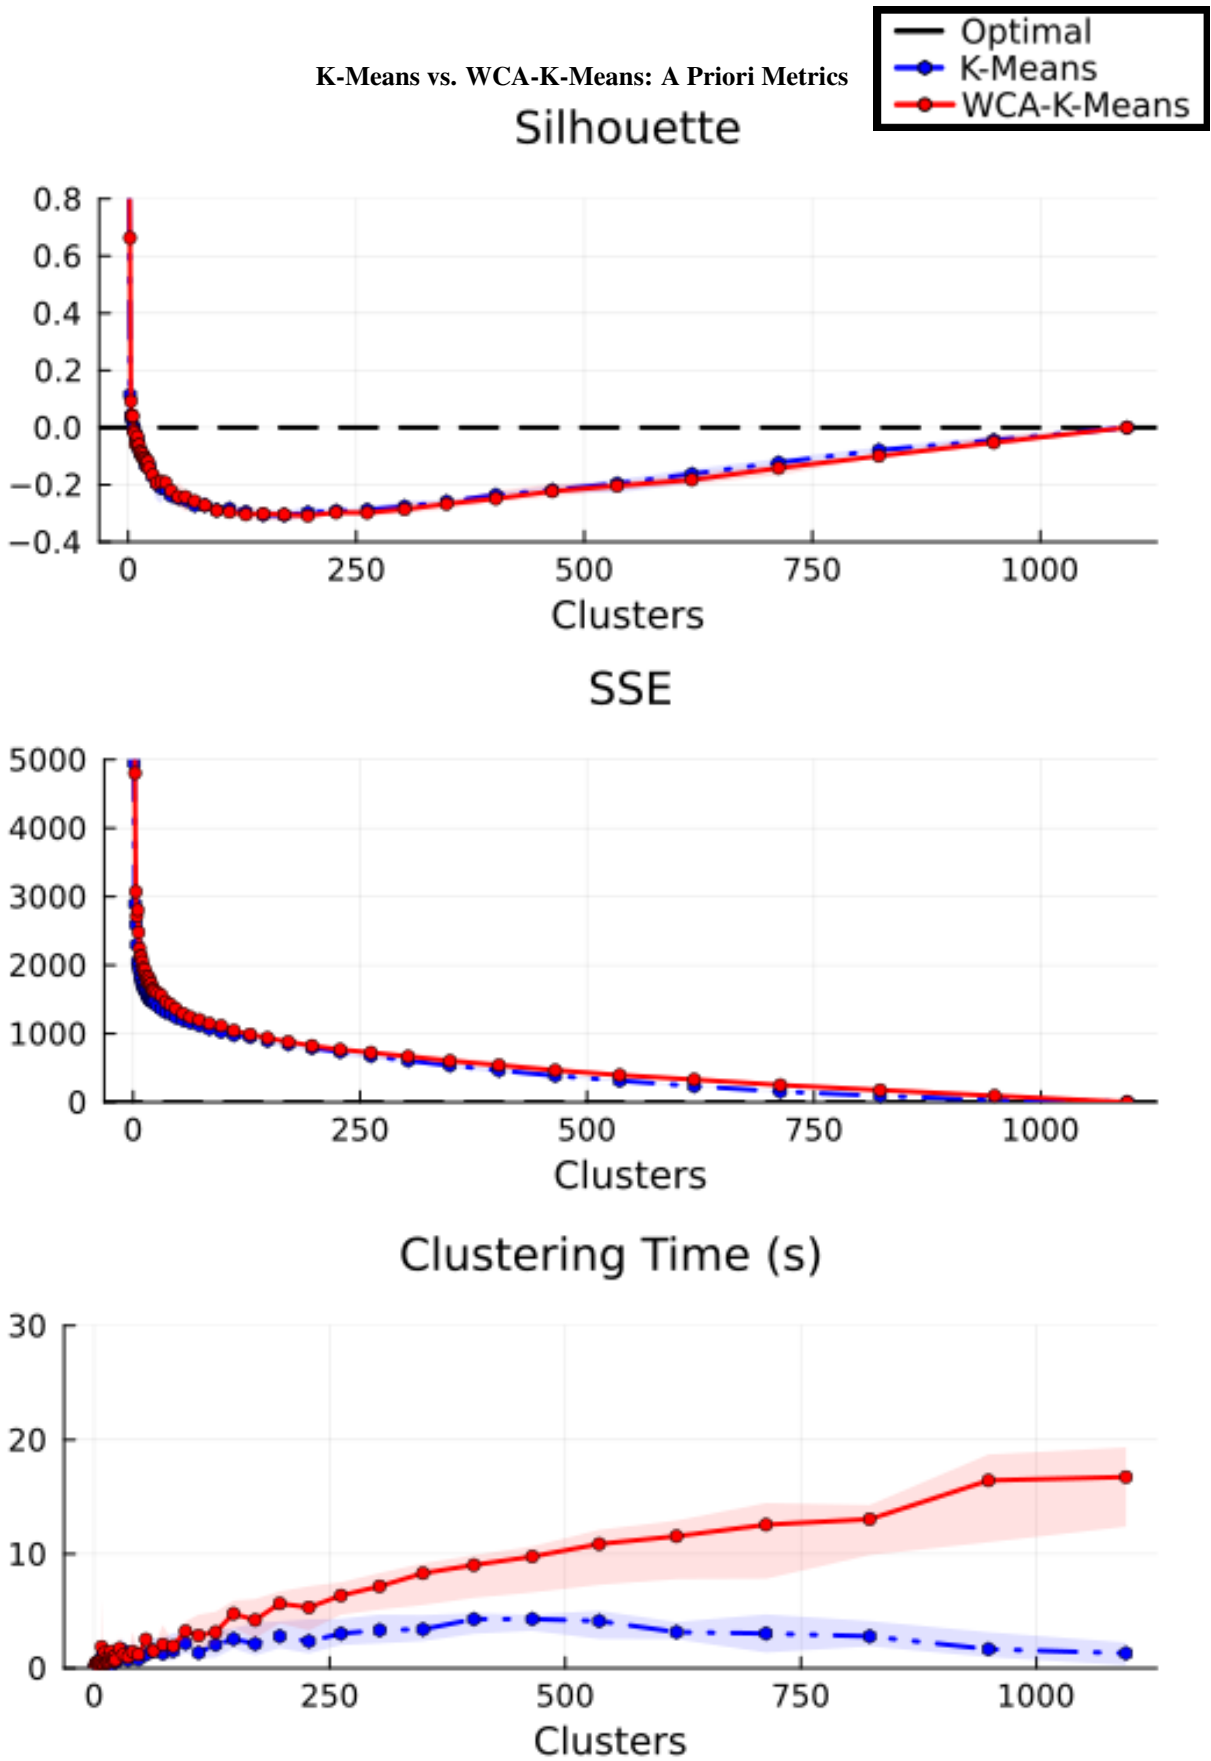 Optimal
K-Means
WCA-K-Means
K-Means vs. WCA-K-Means: A Priori Metrics
Silhouette
0.8
0.6
0.4
0.2
0.0
−0.2
−0.4
0 250 500 750 1000
Clusters
SSE
5000
4000
3000
2000
1000
0
0 250 500 750 1000
Clusters
Clustering Time (s)
30
20
10
0
0 250 500 750 1000
Clusters